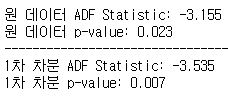 원 데이터 ADF Statistic: -3.155
원 데이터 p-value: 0.023
------------------------------
1차 차분 ADF Statistic: -3.535
1차 차분 p-value: 0.007